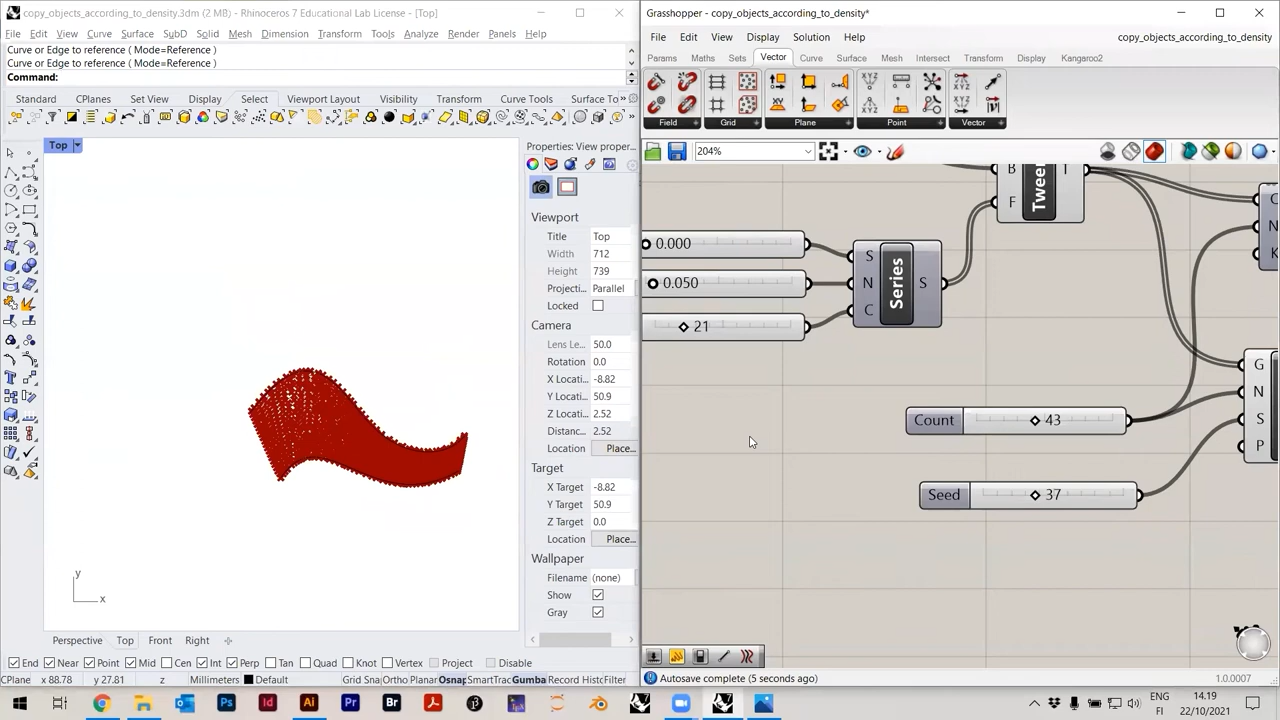 copy_objects_according_to_density.3dm (2 MB) - Rhinoceros 7 Educational Lab License - [Top]
File Edit View Curve Surface SubD Solid Mesh Dimension Transform Tools Analyze Render Panels Help
Curve or Edge to reference ( Mode=Reference )
Curve or Edge to reference ( Mode=Reference )
Command:
Standard CPlanes Set View Display Select Viewport Layout Visibility Transform Curve Tools Surface To
Top
Properties: View proper...
Viewport
Title Top
Width 712
Height 739
Projecti... Parallel
Locked
Camera
Lens Le... 50.0
Rotation 0.0
X Locati... -8.82
Y Locati... 50.9
Z Locati... 2.52
Distanc... 2.52
Location Place...
Target
X Target -8.82
Y Target 50.9
Z Target 0.0
Location Place...
Wallpaper
Filename (none)
Show
Gray
y
x
Perspective Top Front Right
End Near Point Mid Cen Int Perp Tan Quad Knot Vertex Project Disable
CPlane x 88.78 y 27.81 z Millimeters Default Grid Sna Ortho Planar Osnap SmartTrac Gumba Record Histc Filter
Grasshopper - copy_objects_according_to_density*
File Edit View Display Solution Help copy_objects_according_to_density
Params Maths Sets Vector Curve Surface Mesh Intersect Transform Display Kangaroo2
Field Grid Plane Point Vector
204%
B
F
Twee
0.000
0.050
21
S
N
C
Series
S
N
K
G
N
S
P
Count 43
Seed 37
Autosave complete (5 seconds ago) 1.0.0007
ENG
FI
14.19
22/10/2021